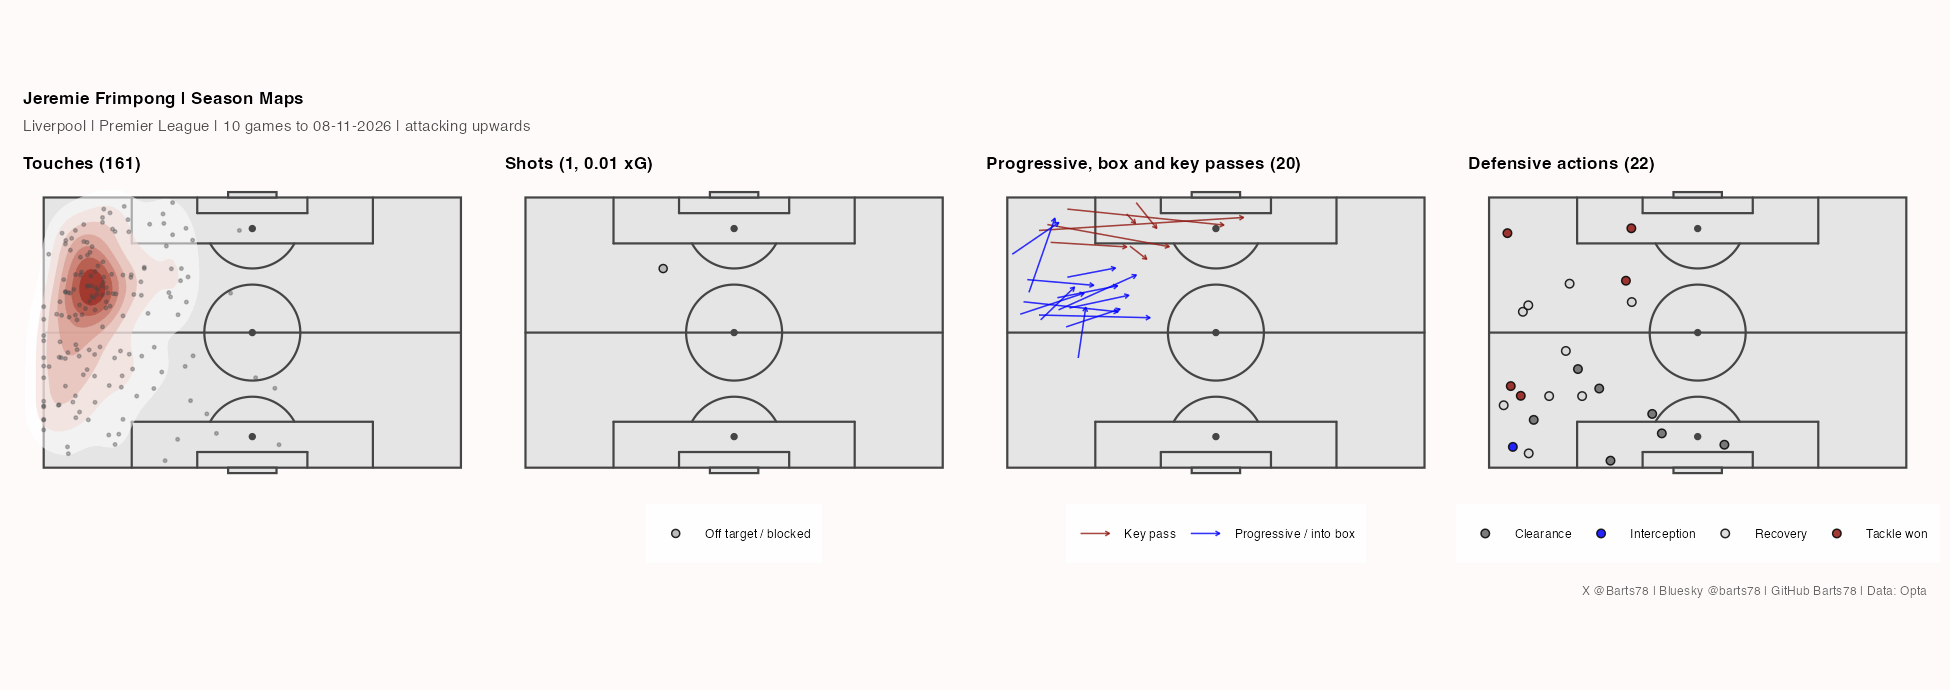 Jeremie Frimpong | Season Maps
Liverpool | Premier League | 10 games to 08-11-2026 | attacking upwards
Touches (161)
Shots (1, 0.01 xG)
Progressive, box and key passes (20)
Defensive actions (22)
Off target / blocked
Key pass
Progressive / into box
Clearance
Interception
Recovery
Tackle won
X @Barts78 | Bluesky @barts78 | GitHub Barts78 | Data: Opta